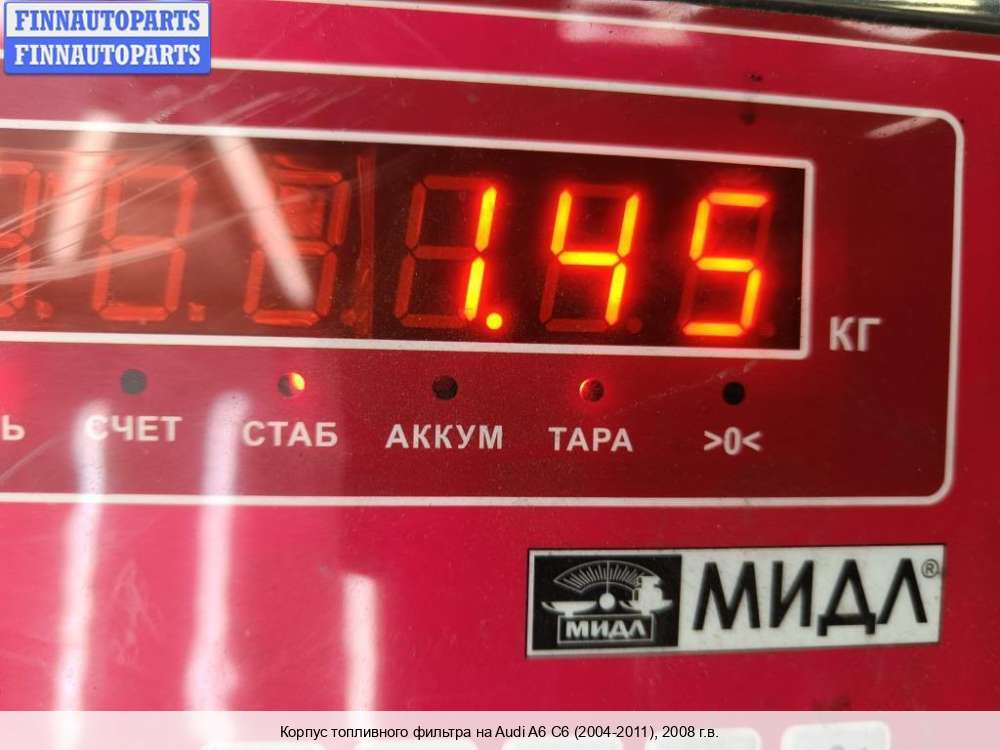 FINNAUTOPARTS
FINNAUTOPARTS
1.45
КГ
Ь СЧЕТ СТАБ АККУМ ТАРА >0<
МИДЛ МИДЛ®
Корпус топливного фильтра на Audi A6 C6 (2004-2011), 2008 г.в.